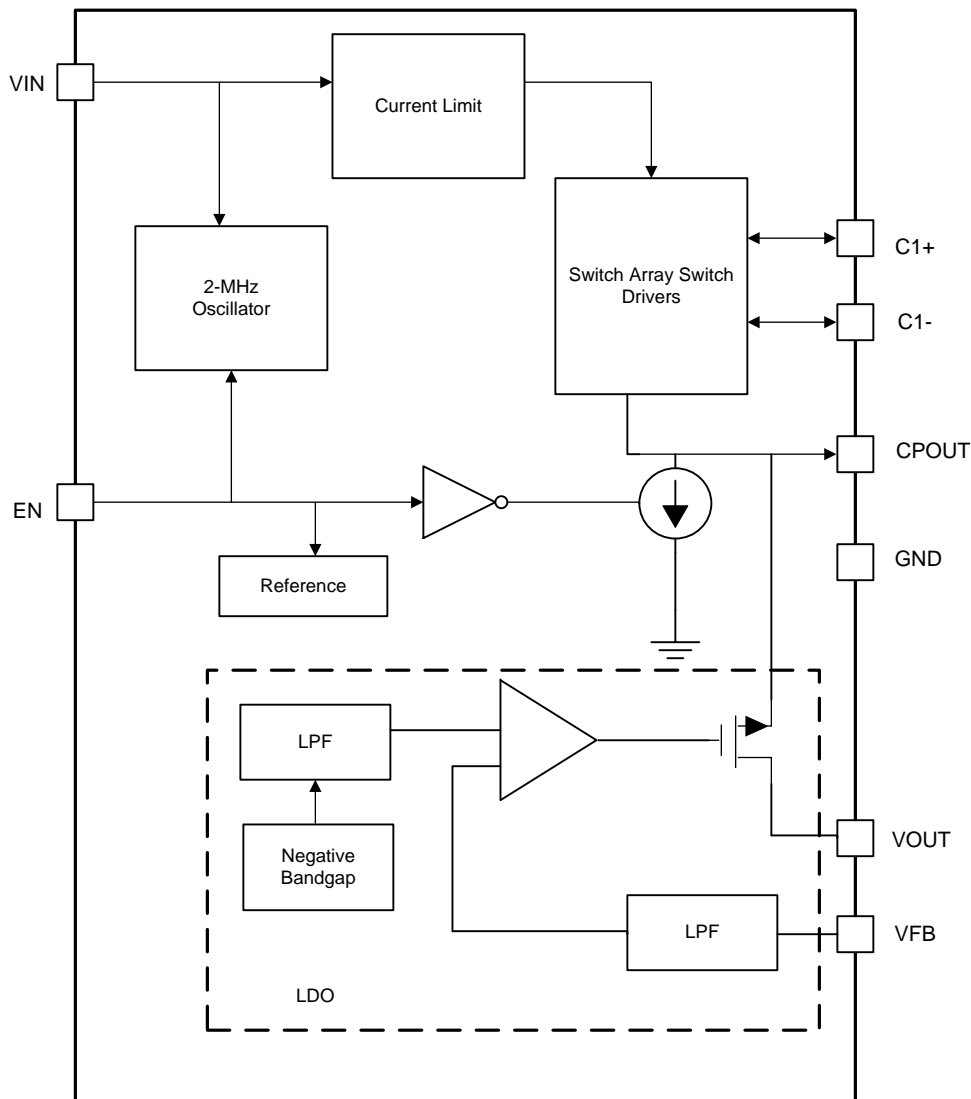 VIN
Current Limit
C1+
2-MHz
Oscillator
Switch Array Switch
Drivers
C1-
CPOUT
EN
GND
Reference
LPF
Negative
Bandgap
VOUT
LPF
VFB
LDO